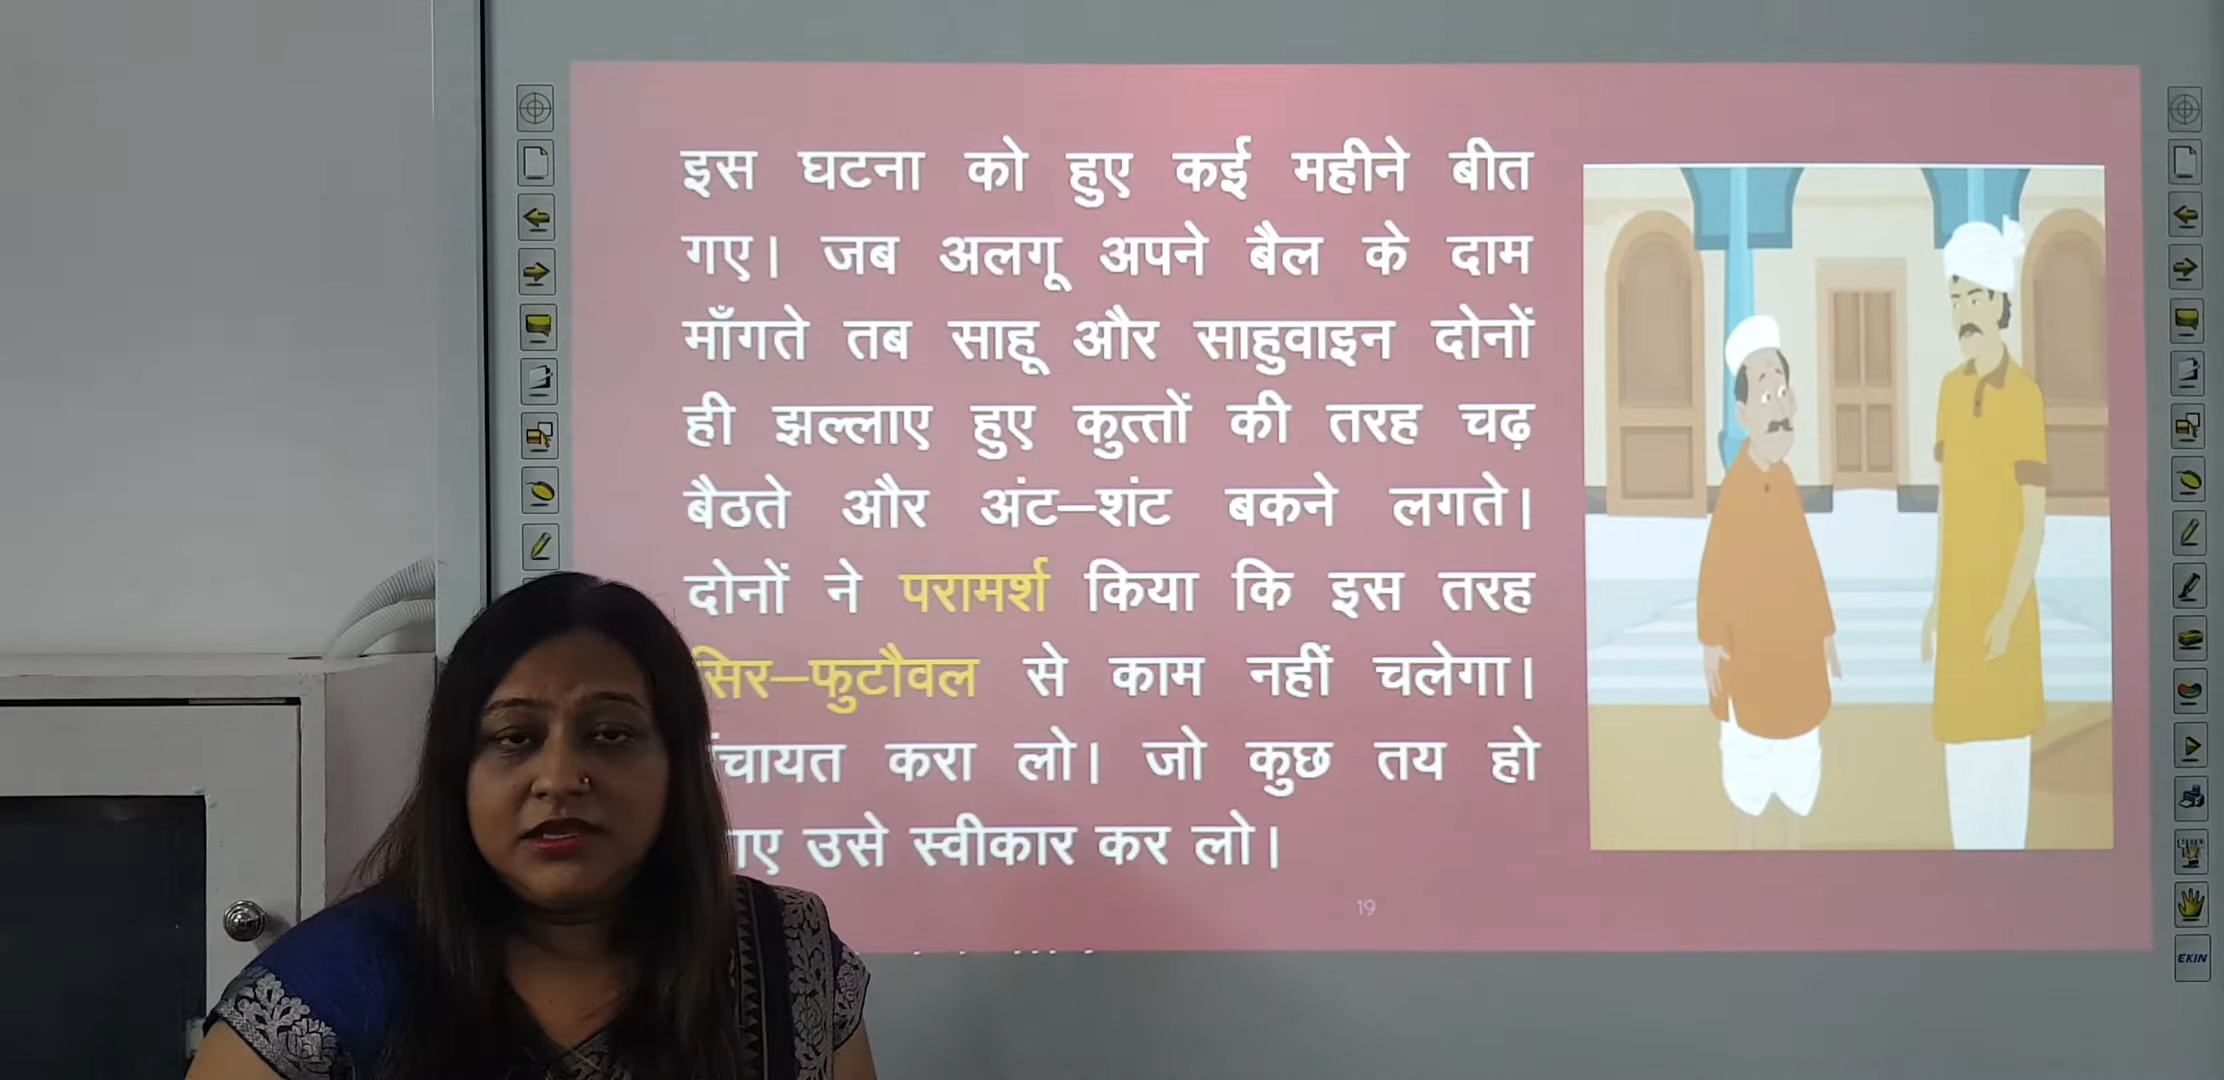 इस घटना को हुए कई महीने बीत
गए। जब अलगू अपने बैल के दाम
माँगते तब साहू और साहुवाइन दोनों
ही झल्लाए हुए कुत्तों की तरह चढ़
बैठते और अंट–शंट बकने लगते।
दोनों ने परामर्श किया कि इस तरह
सिर–फुटौवल से काम नहीं चलेगा।
करा लो। जो कुछ तय हो
उसे स्वीकार कर लो।
19
EKIN